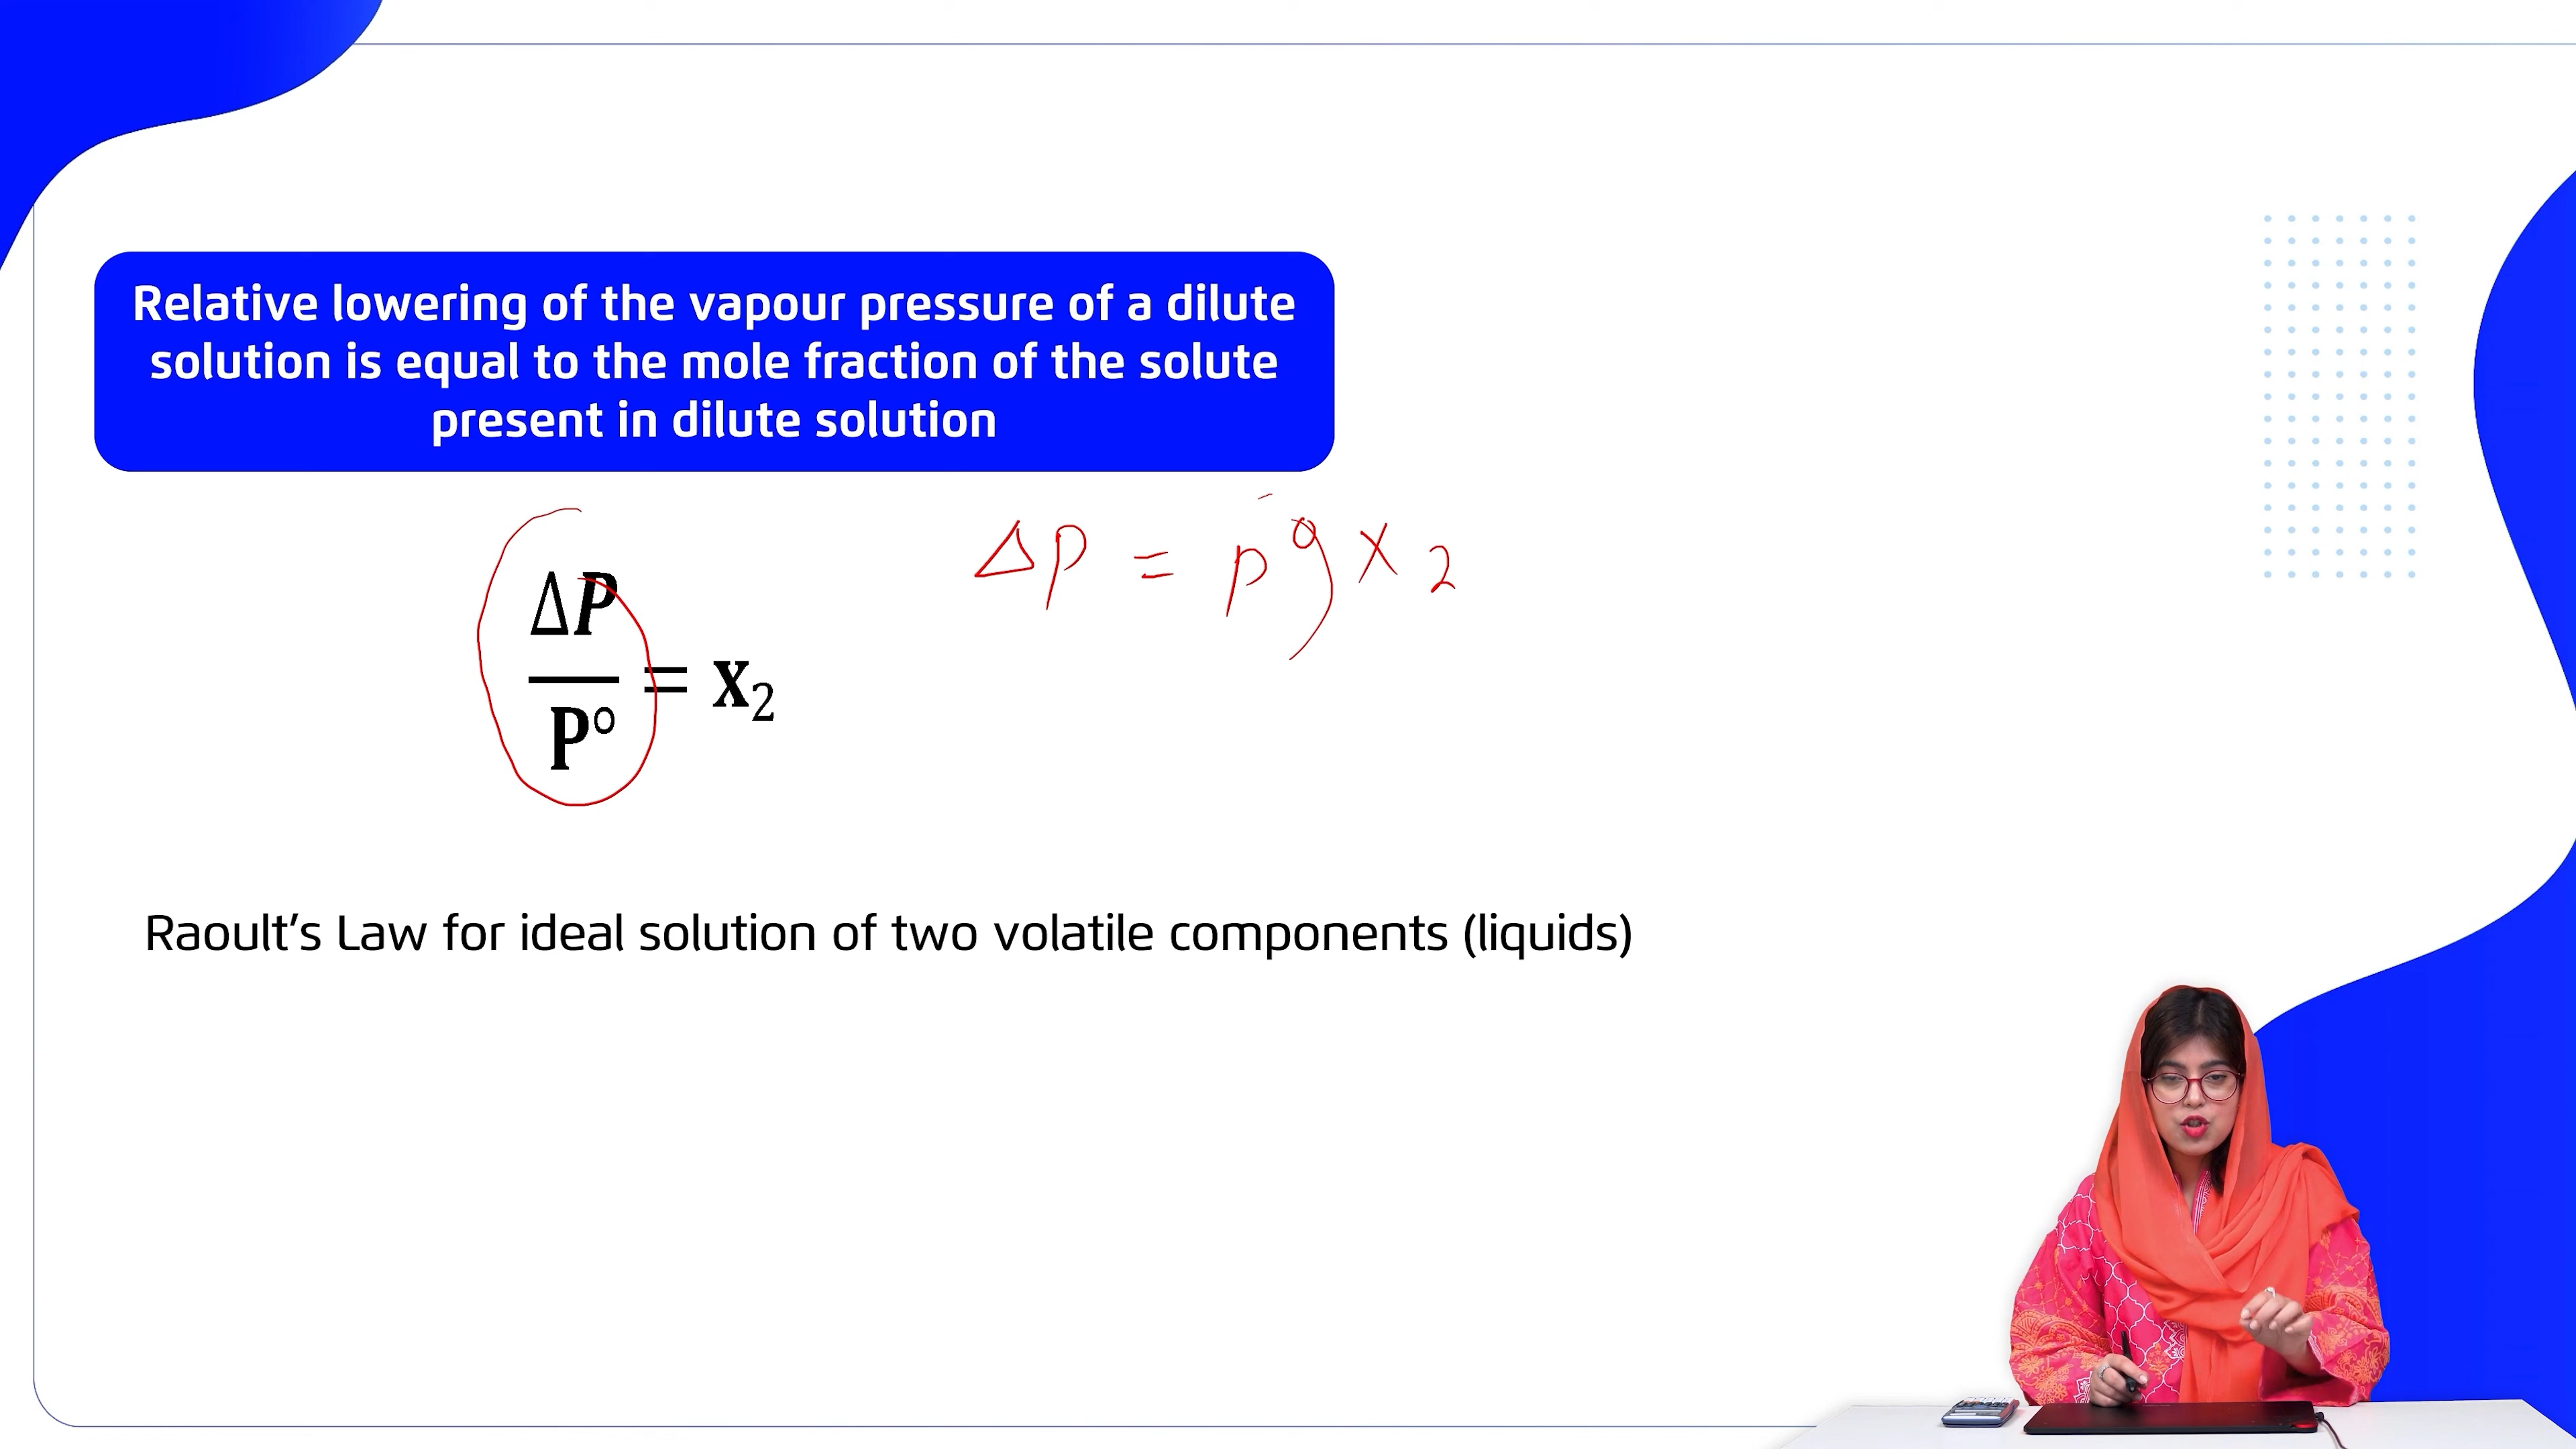 Relative lowering of the vapour pressure of a dilute
solution is equal to the mole fraction of the solute
present in dilute solution
ΔP = P° x 2
ΔP
P° = x₂
Raoult’s Law for ideal solution of two volatile components (liquids)